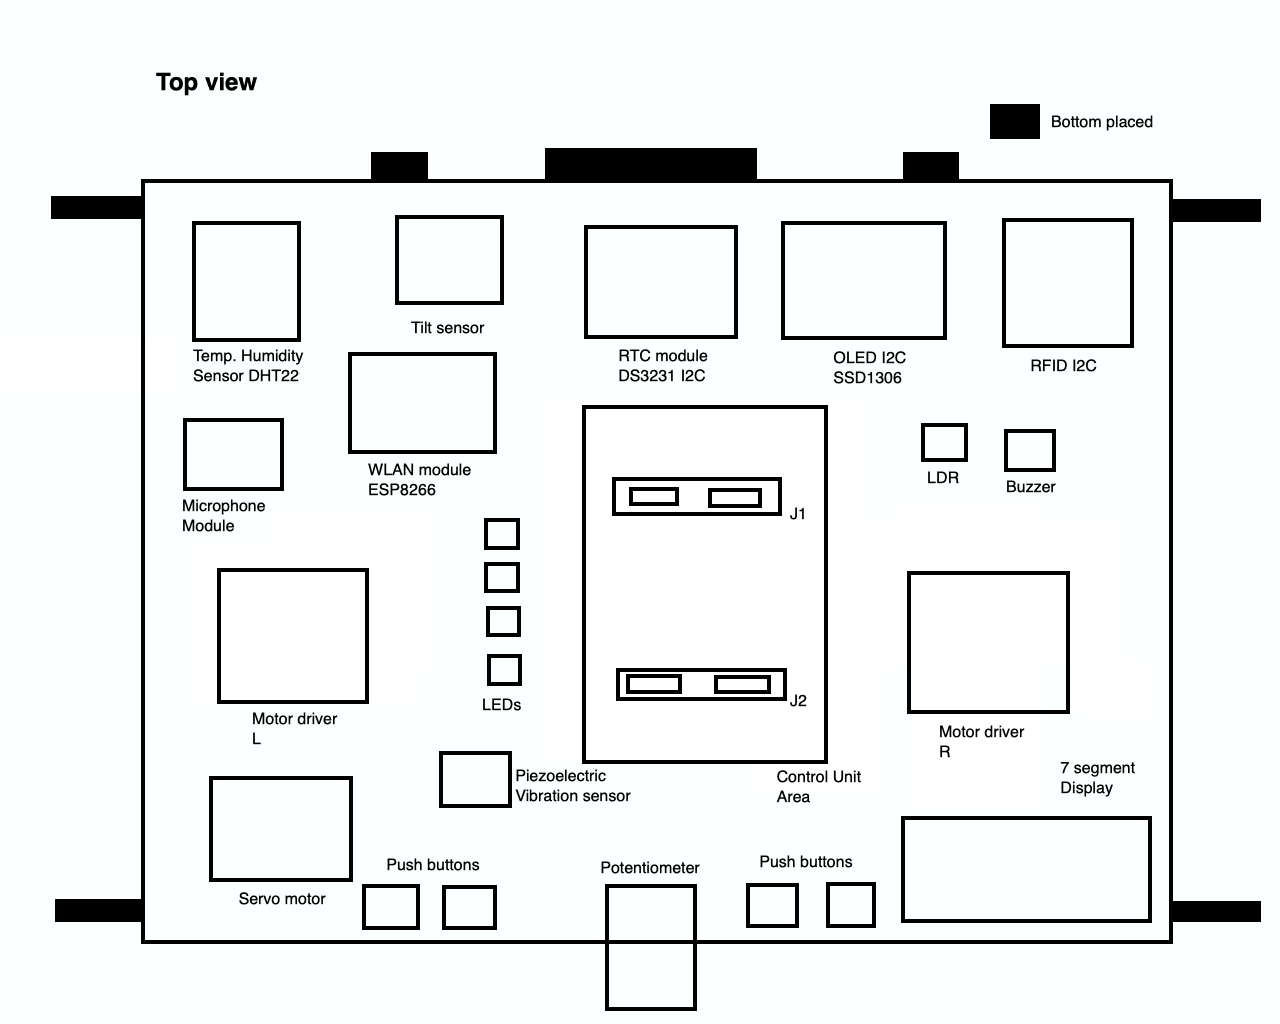 Top view
Bottom placed
Tilt sensor
Temp. Humidity
Sensor DHT22
RTC module
DS3231 I2C
OLED I2C
SSD1306
RFID I2C
WLAN module
ESP8266
LDR
Buzzer
Microphone
Module
J1
LEDs
J2
Motor driver
L
Motor driver
R
Piezoelectric
Vibration sensor
Control Unit
Area
7 segment
Display
Push buttons
Potentiometer
Push buttons
Servo motor